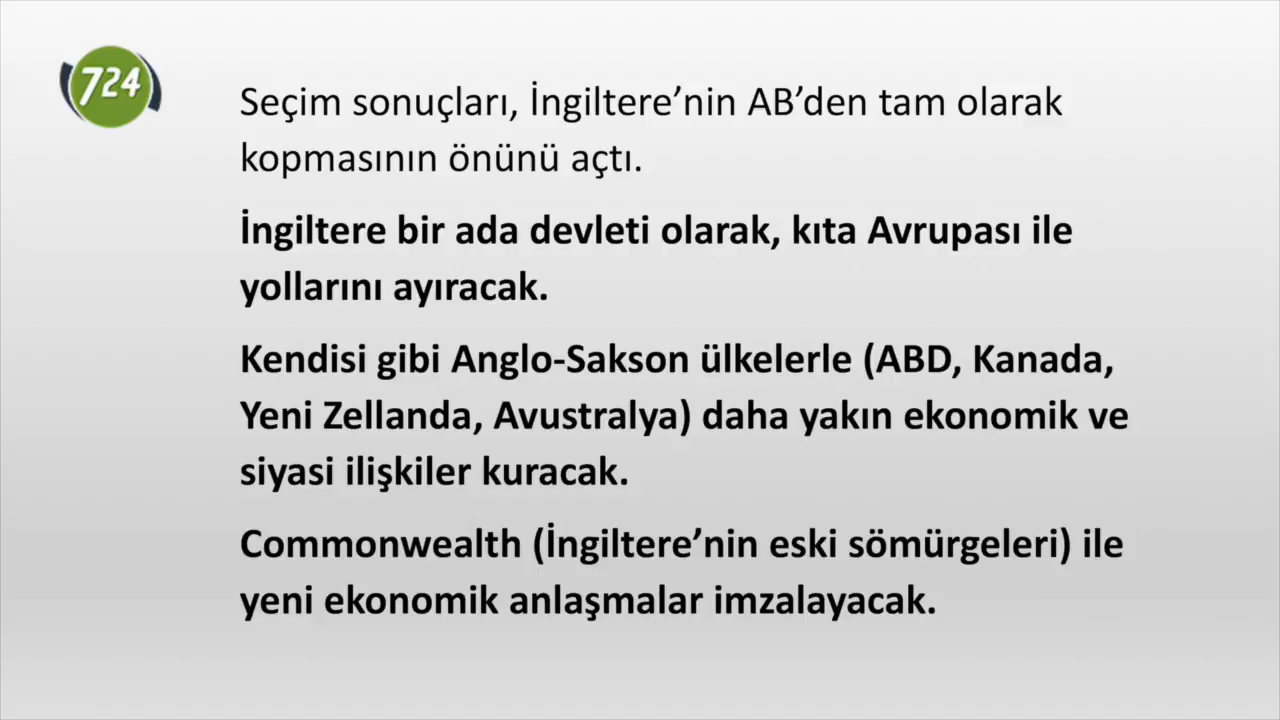 724
Seçim sonuçları, İngiltere’nin AB’den tam olarak
kopmasının önünü açtı.
İngiltere bir ada devleti olarak, kıta Avrupası ile
yollarını ayıracak.
Kendisi gibi Anglo-Sakson ülkelerle (ABD, Kanada,
Yeni Zellanda, Avustralya) daha yakın ekonomik ve
siyasi ilişkiler kuracak.
Commonwealth (İngiltere’nin eski sömürgeleri) ile
yeni ekonomik anlaşmalar imzalayacak.